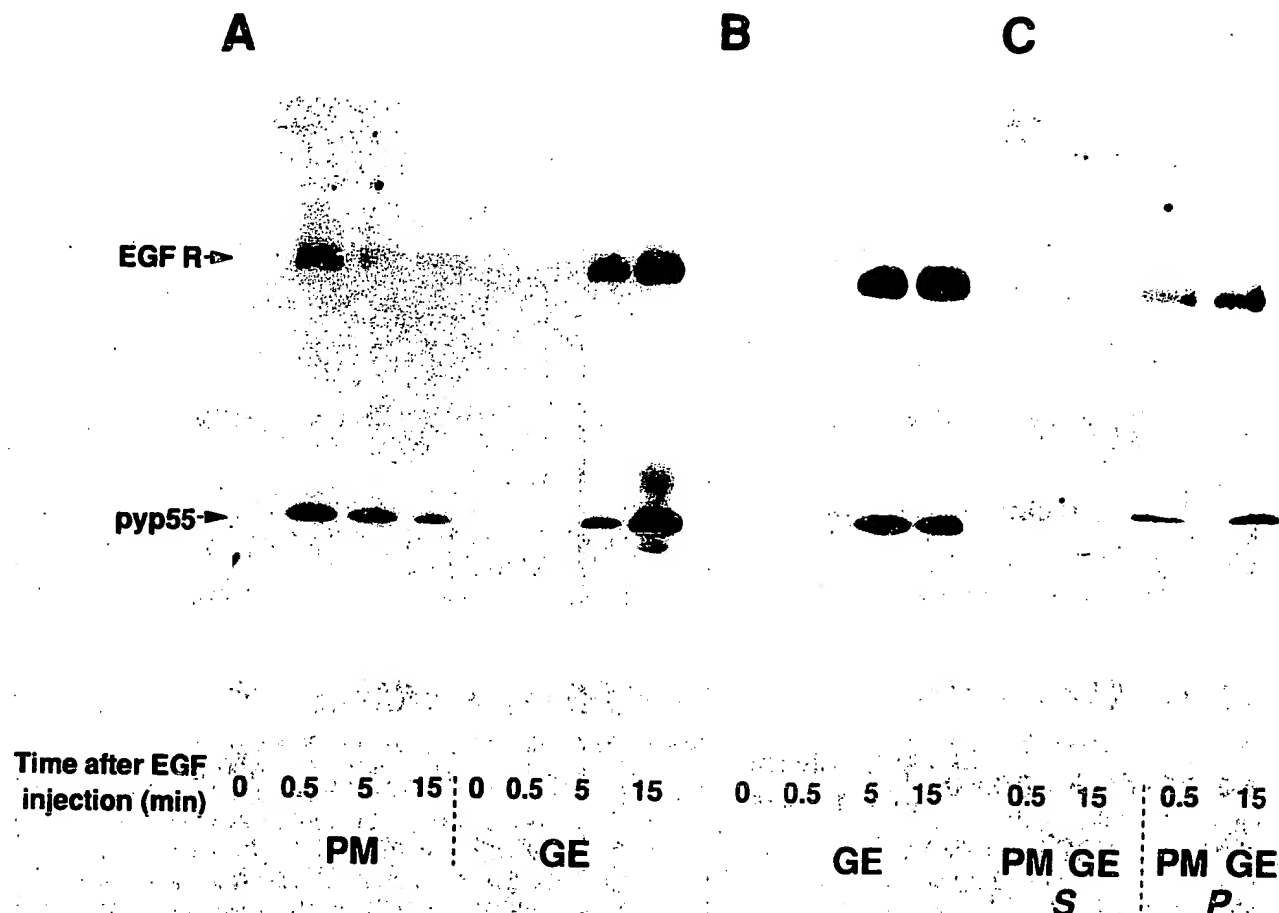 A B C
EGF R
pyp55
Time after EGF
injection (min)
0 0.5 5 15 0 0.5 5 15 0 0.5 5 15 0.5 15 0.5 15
PM GE GE PM GE PM GE
S P